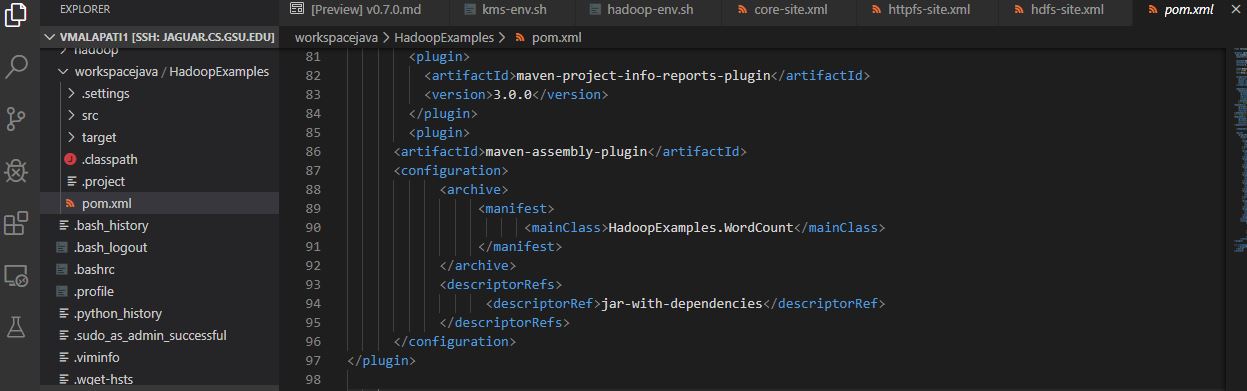 EXPLORER
[Preview] v0.7.0.md kms-env.sh hadoop-env.sh core-site.xml httpfs-site.xml hdfs-site.xml pom.xml
VMALAPATI1 [SSH: JAGUAR.CS.GSU.EDU]
workspacejava > HadoopExamples > pom.xml
hadoop
workspacejava / HadoopExamples
.settings
src
target
.classpath
.project
pom.xml
.bash_history
.bash_logout
.bashrc
.profile
.python_history
.sudo_as_admin_successful
.viminfo
.wget-hsts
81 <plugin>
82 <artifactId>maven-project-info-reports-plugin</artifactId>
83 <version>3.0.0</version>
84 </plugin>
85 <plugin>
86 <artifactId>maven-assembly-plugin</artifactId>
87 <configuration>
88 <archive>
89 <manifest>
90 <mainClass>HadoopExamples.WordCount</mainClass>
91 </manifest>
92 </archive>
93 <descriptorRefs>
94 <descriptorRef>jar-with-dependencies</descriptorRef>
95 </descriptorRefs>
96 </configuration>
97 </plugin>
98